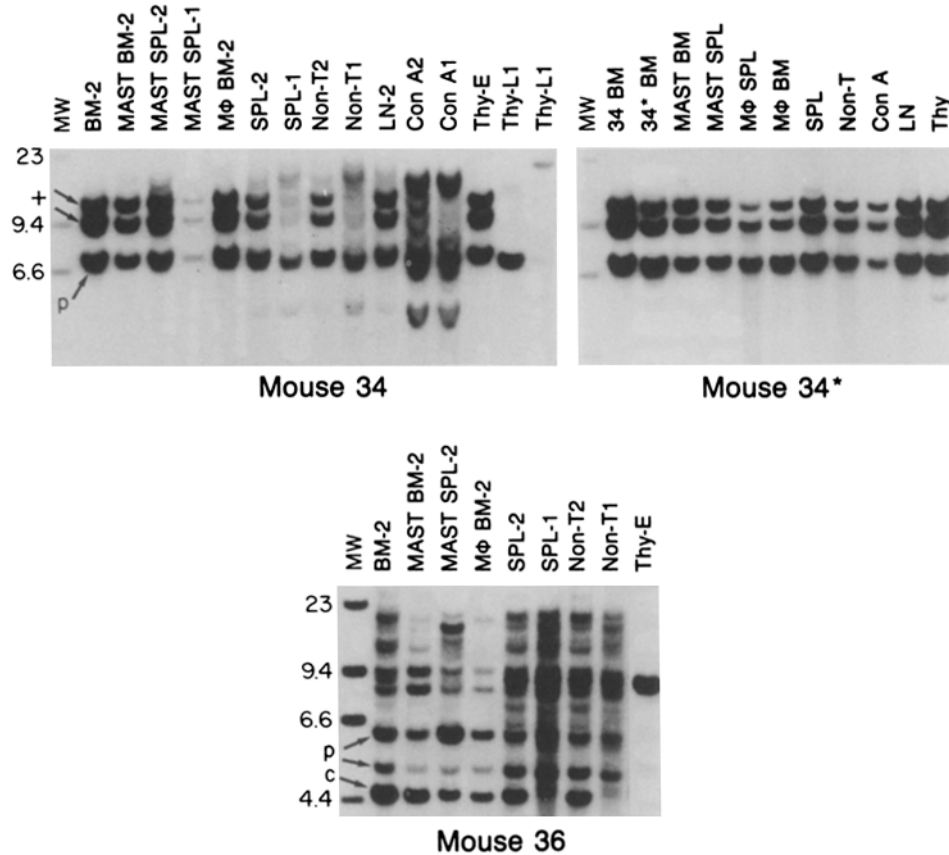 MW BM-2 MAST BM-2 MAST SPL-2 MAST SPL-1 MΦ BM-2 SPL-2 SPL-1 Non-T2 Non-T1 LN-2 Con A2 Con A1 Thy-E Thy-L1 Thy-L1
23
+
9.4
6.6
p
Mouse 34
MW 34 BM 34* BM MAST BM MAST SPL MΦ SPL MΦ BM SPL Non-T Con A LN Thy
Mouse 34*
MW BM-2 MAST BM-2 MAST SPL-2 MΦ BM-2 SPL-2 SPL-1 Non-T2 Non-T1 Thy-E
23
9.4
6.6
p
c
4.4
Mouse 36